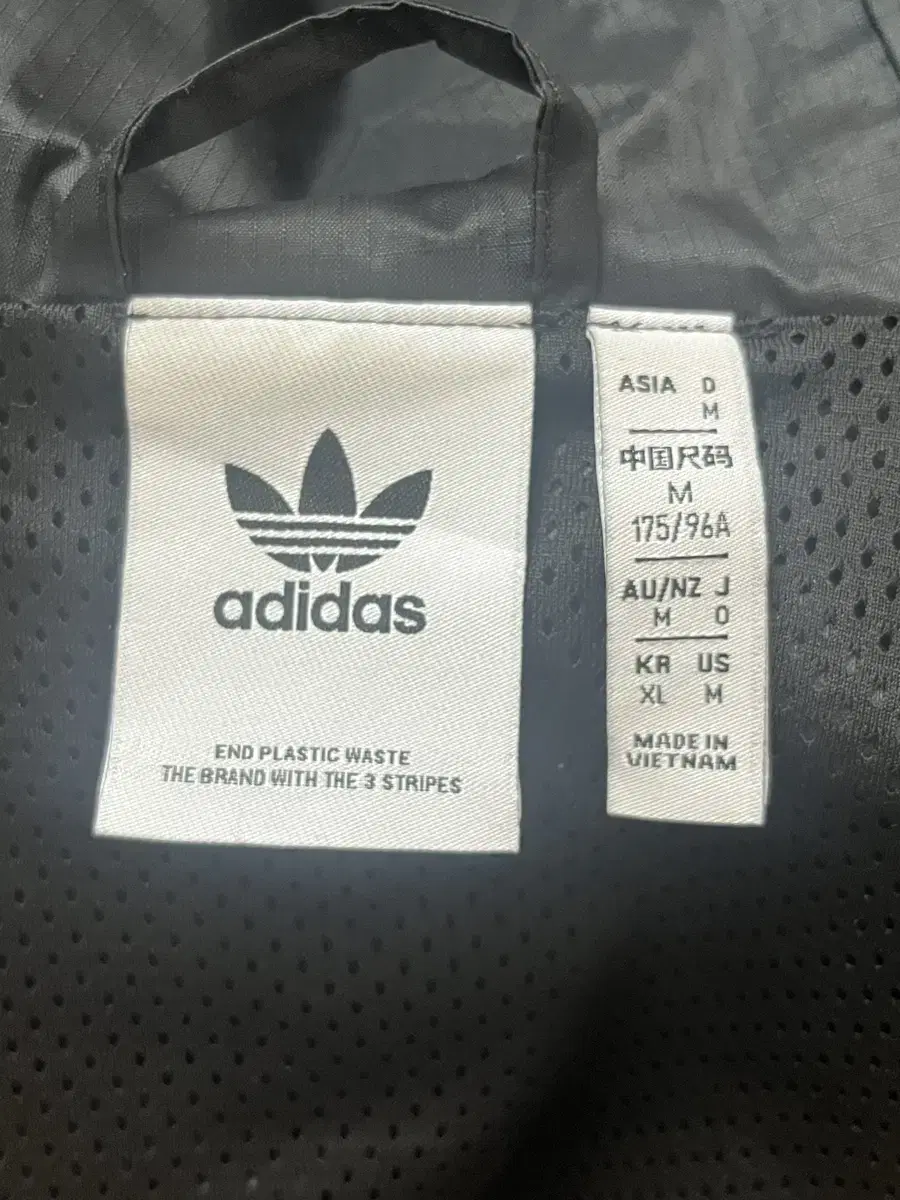 adidas
END PLASTIC WASTE
THE BRAND WITH THE 3 STRIPES
ASIA D
M
中国尺码
M
175/96A
AU/NZ J
M O
KR US
XL M
MADE IN
VIETNAM